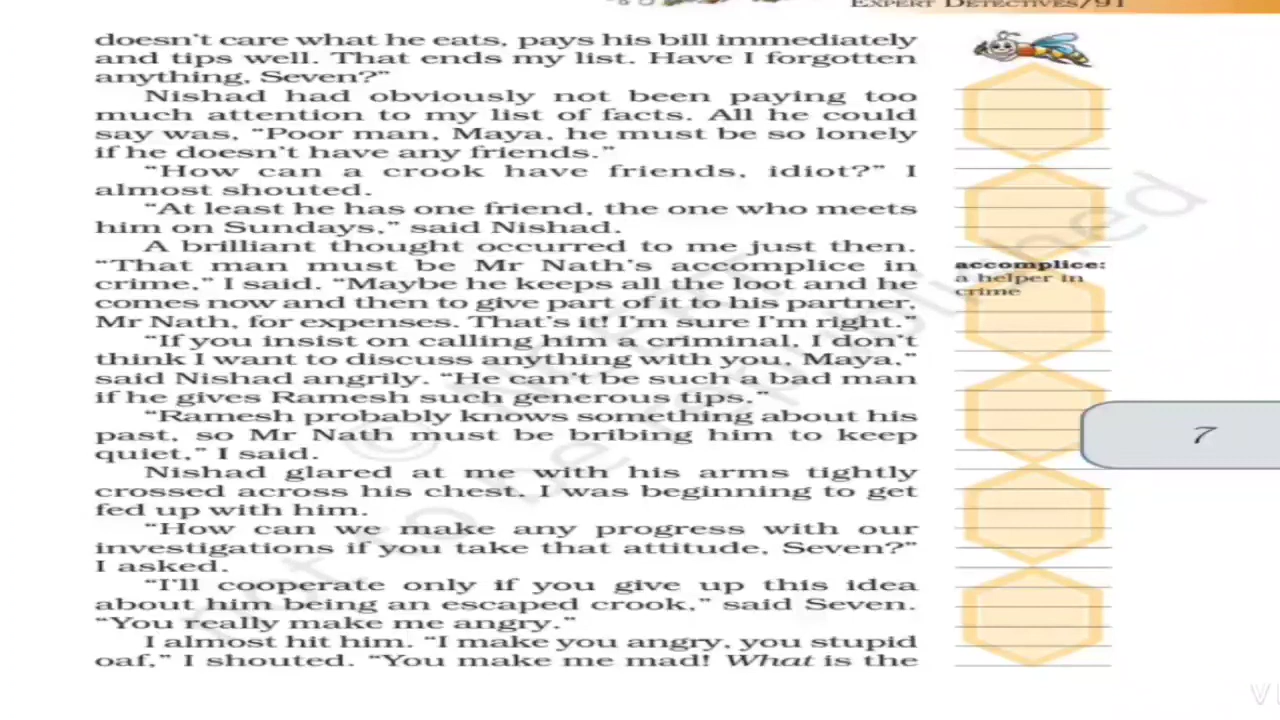 EXPERT DETECTIVES/91
doesn't care what he eats, pays his bill immediately
and tips well. That ends my list. Have I forgotten
anything, Seven?"
Nishad had obviously not been paying too
much attention to my list of facts. All he could
say was, "Poor man, Maya, he must be so lonely
if he doesn't have any friends."
"How can a crook have friends, idiot?" I
almost shouted.
"At least he has one friend, the one who meets
him on Sundays," said Nishad.
A brilliant thought occurred to me just then.
"That man must be Mr Nath's accomplice in
crime," I said. "Maybe he keeps all the loot and he
comes now and then to give part of it to his partner,
Mr Nath, for expenses. That's it! I'm sure I'm right."
"If you insist on calling him a criminal, I don't
think I want to discuss anything with you, Maya,"
said Nishad angrily. "He can't be such a bad man
if he gives Ramesh such generous tips."
"Ramesh probably knows something about his
past, so Mr Nath must be bribing him to keep
quiet," I said.
Nishad glared at me with his arms tightly
crossed across his chest. I was beginning to get
fed up with him.
"How can we make any progress with our
investigations if you take that attitude, Seven?"
I asked.
"I'll cooperate only if you give up this idea
about him being an escaped crook," said Seven.
"You really make me angry."
I almost hit him. "I make you angry, you stupid
oaf," I shouted. "You make me mad! What is the
accomplice:
a helper in
crime
7
© NCERT
not to be republished